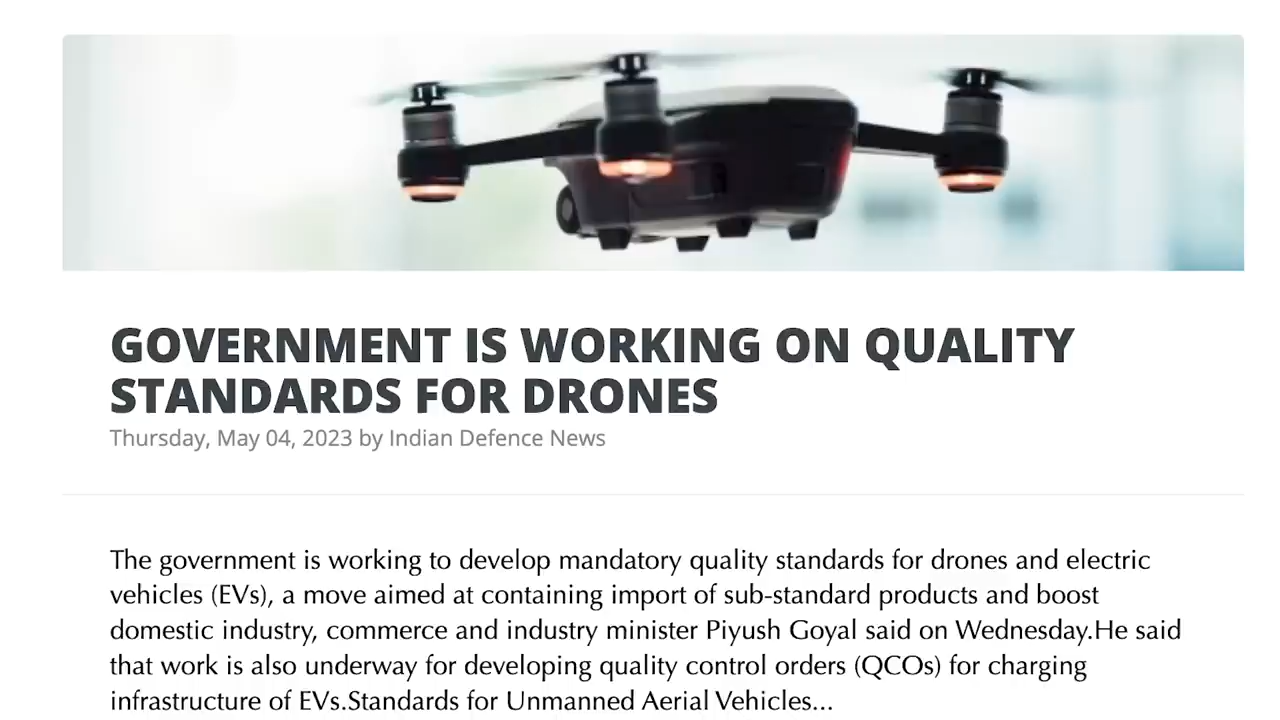 GOVERNMENT IS WORKING ON QUALITY
STANDARDS FOR DRONES
Thursday, May 04, 2023 by Indian Defence News
The government is working to develop mandatory quality standards for drones and electric
vehicles (EVs), a move aimed at containing import of sub-standard products and boost
domestic industry, commerce and industry minister Piyush Goyal said on Wednesday.He said
that work is also underway for developing quality control orders (QCOs) for charging
infrastructure of EVs.Standards for Unmanned Aerial Vehicles...